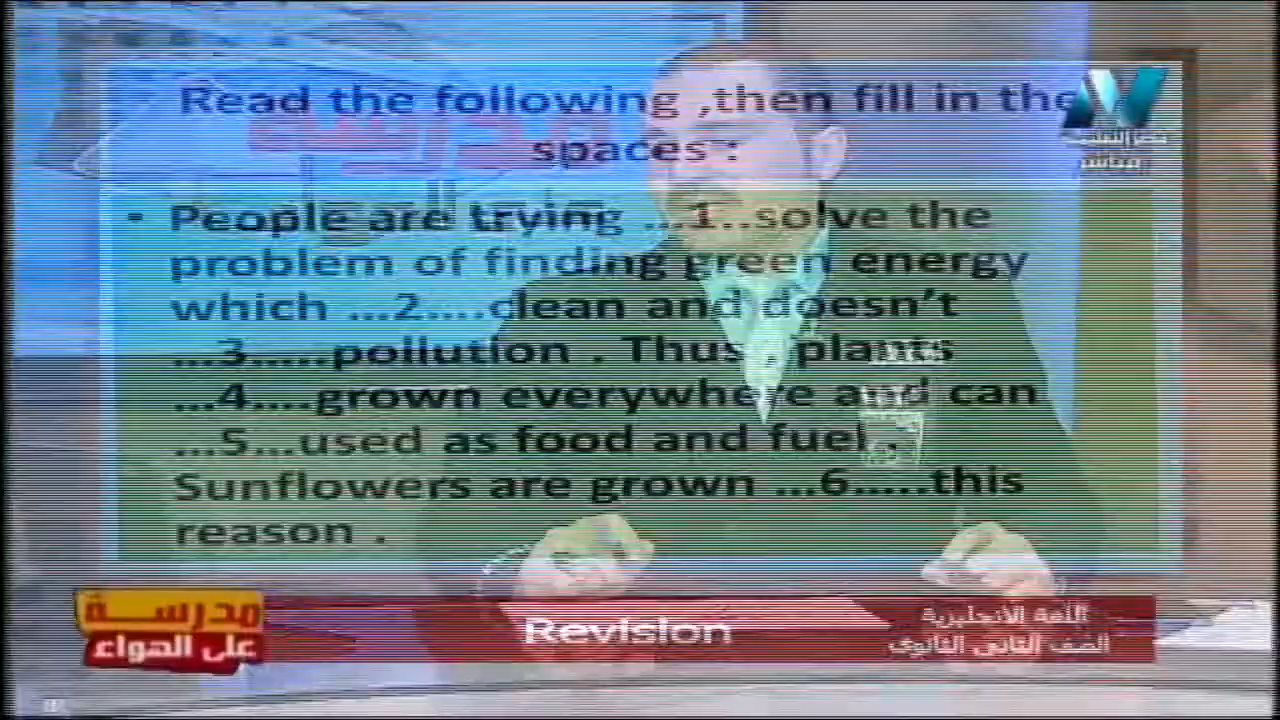 Read the following ,then fill in the
spaces :
• People are trying ...1..solve the
problem of finding green energy
which ...2....clean and doesn’t
...3.....pollution . Thus , plants
...4....grown everywhere and can
...5...used as food and fuel .
Sunflowers are grown ...6.....this
reason .
مدرسة
على الهواء
Revision
اللغة الانجليزية
الصف الثانى الثانوى